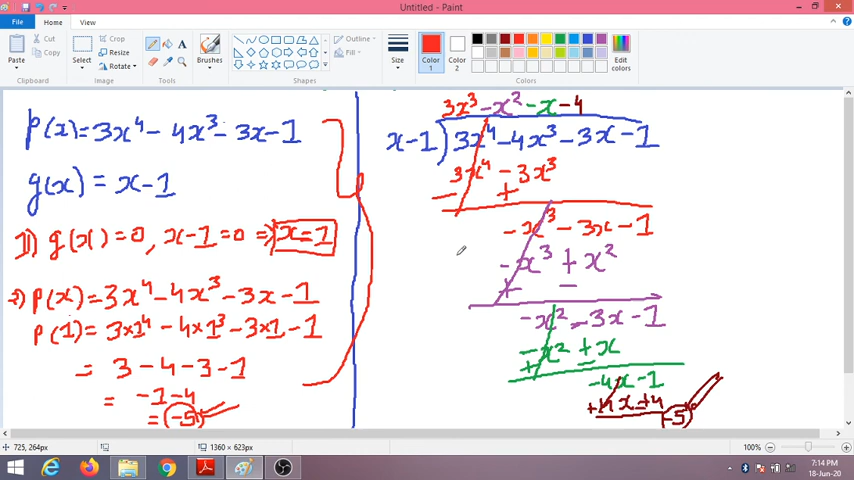 Untitled - Paint
File
Home
View
Paste
Cut
Copy
Clipboard
Select
Crop
Resize
Rotate
Image
Tools
Brushes
Shapes
Outline
Fill
Size
Color 1
Color 2
Edit colors
Colors
p(x) = 3x⁴ - 4x³ - 3x - 1
g(x) = x - 1
g(x) = 0, x - 1 = 0 ⇒ x = 1
⇒ p(x) = 3x⁴ - 4x³ - 3x - 1
p(1) = 3×1⁴ - 4×1³ - 3×1 - 1
= 3 - 4 - 3 - 1
= -1 - 4
= -5
3x³ - x² - x - 4
x - 1 ) 3x⁴ - 4x³ - 3x - 1
3x⁴ - 3x³
- +
- x³ - 3x - 1
- x³ + x²
+ -
- x² - 3x - 1
- x² + x
+ -
- 4x - 1
-5
725, 264px
1360 × 623px
100%
7:14 PM
18-Jun-20